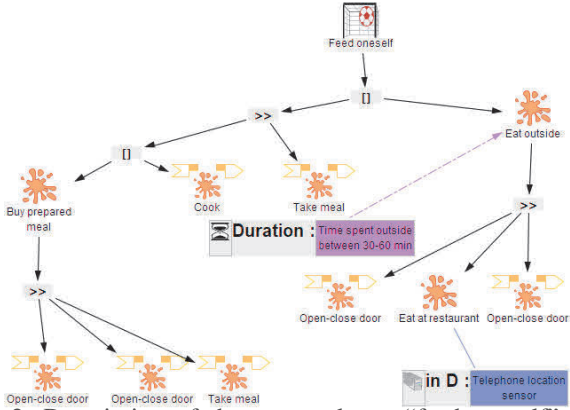 Feed oneself
[]
>>
Eat outside
[]
Buy prepared
meal
Cook
Take meal
Duration :
Time spent outside
between 30-60 min
>>
>>
Open-close door
Eat at restaurant
Open-close door
in D :
Telephone location
sensor
Open-close door
Open-close door
Take meal